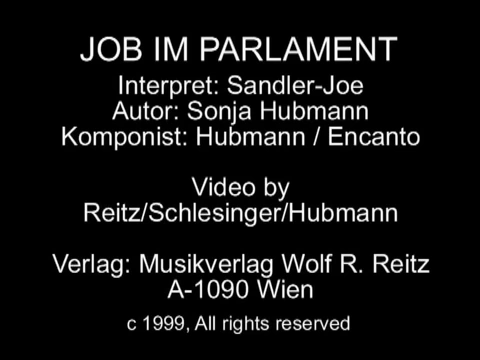 JOB IM PARLAMENT
Interpret: Sandler-Joe
Autor: Sonja Hubmann
Komponist: Hubmann / Encanto
Video by
Reitz/Schlesinger/Hubmann
Verlag: Musikverlag Wolf R. Reitz
A-1090 Wien
c 1999, All rights reserved